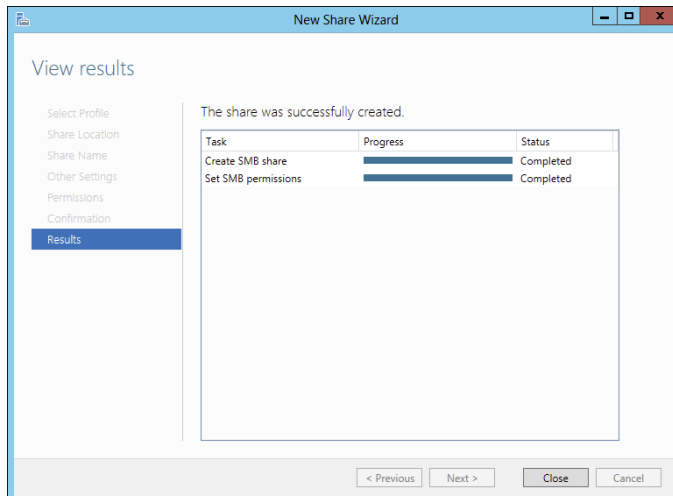 New Share Wizard
View results
Select Profile
Share Location
Share Name
Other Settings
Permissions
Confirmation
Results
The share was successfully created.
Task Progress Status
Create SMB share Completed
Set SMB permissions Completed
< Previous Next > Close Cancel